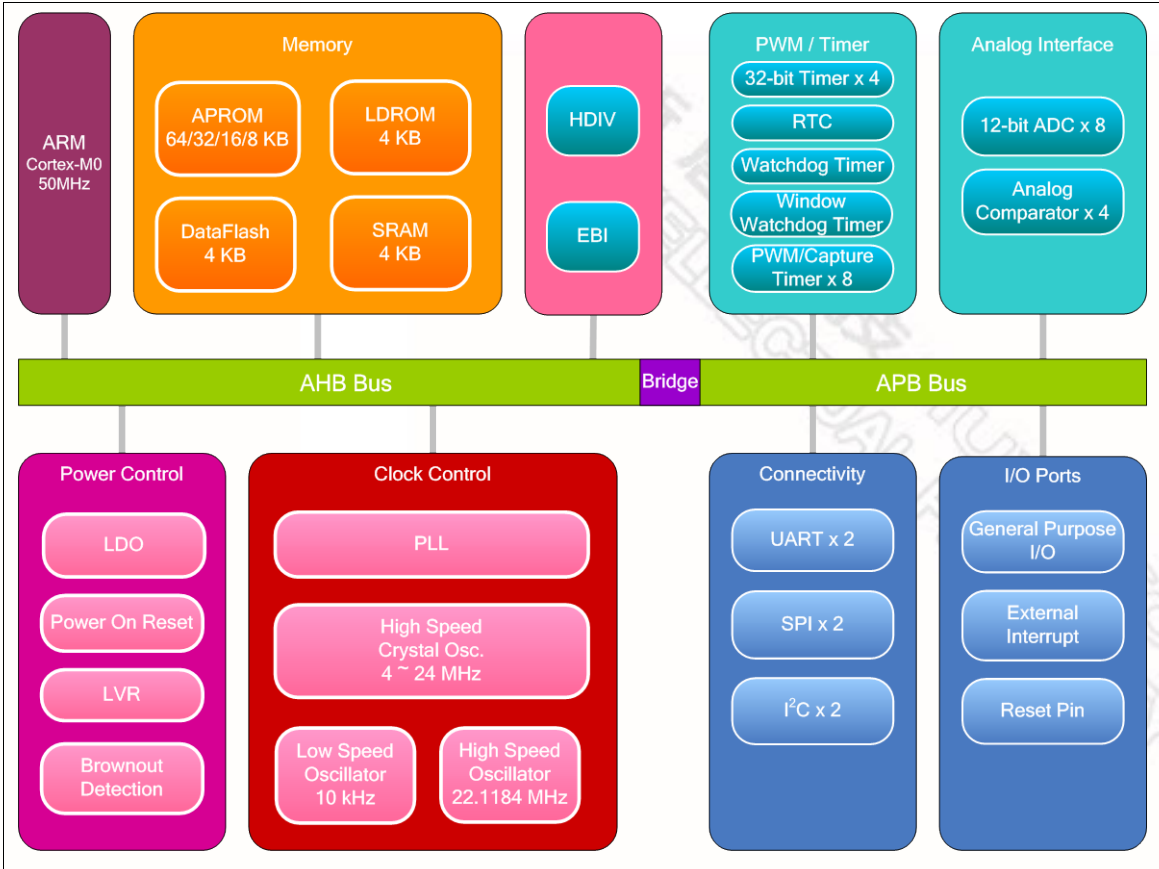 ARM
Cortex-M0
50MHz
Memory
APROM
64/32/16/8 KB
LDROM
4 KB
DataFlash
4 KB
SRAM
4 KB
HDIV
EBI
PWM / Timer
32-bit Timer x 4
RTC
Watchdog Timer
Window
Watchdog Timer
PWM/Capture
Timer x 8
Analog Interface
12-bit ADC x 8
Analog
Comparator x 4
AHB Bus
Bridge
APB Bus
Power Control
LDO
Power On Reset
LVR
Brownout
Detection
Clock Control
PLL
High Speed
Crystal Osc.
4 ~ 24 MHz
Low Speed
Oscillator
10 kHz
High Speed
Oscillator
22.1184 MHz
Connectivity
UART x 2
SPI x 2
I²C x 2
I/O Ports
General Purpose
I/O
External
Interrupt
Reset Pin